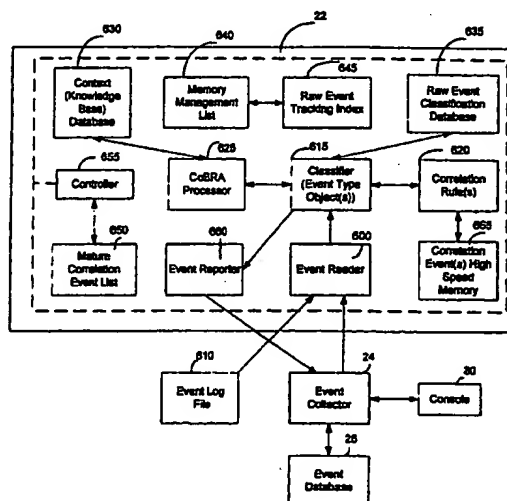 22
630
640
645
635
Context
(Knowledge
Base)
Database
Memory
Management
List
Raw Event
Tracking Index
Raw Event
Classification
Database
655
625
615
620
Controller
CoBRA
Processor
Classifier
(Event Type
Object(s))
Correlation
Rule(s)
650
660
600
665
Mature
Correlation
Event List
Event Reporter
Event Reader
Correlation
Event(s) High
Speed
Memory
610
24
30
Event Log
File
Event
Collector
Console
26
Event
Database